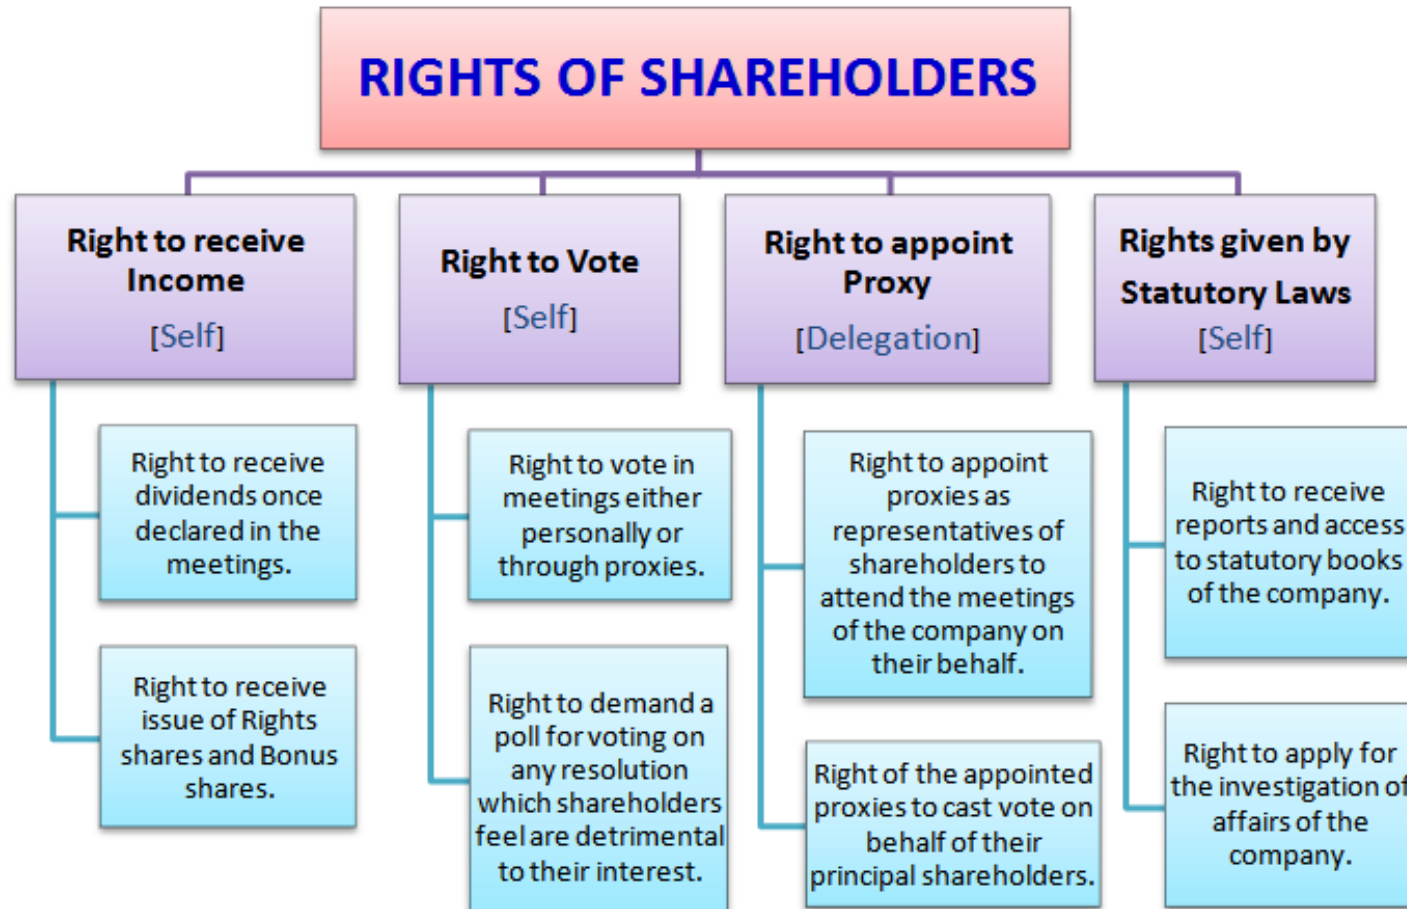 RIGHTS OF SHAREHOLDERS
Right to receive
Income
[Self]
Right to Vote
[Self]
Right to appoint
Proxy
[Delegation]
Rights given by
Statutory Laws
[Self]
Right to receive
dividends once
declared in the
meetings.
Right to receive
issue of Rights
shares and Bonus
shares.
Right to vote in
meetings either
personally or
through proxies.
Right to demand a
poll for voting on
any resolution
which shareholders
feel are detrimental
to their interest.
Right to appoint
proxies as
representatives of
shareholders to
attend the meetings
of the company on
their behalf.
Right of the appointed
proxies to cast vote on
behalf of their
principal shareholders.
Right to receive
reports and access
to statutory books
of the company.
Right to apply for
the investigation of
affairs of the
company.